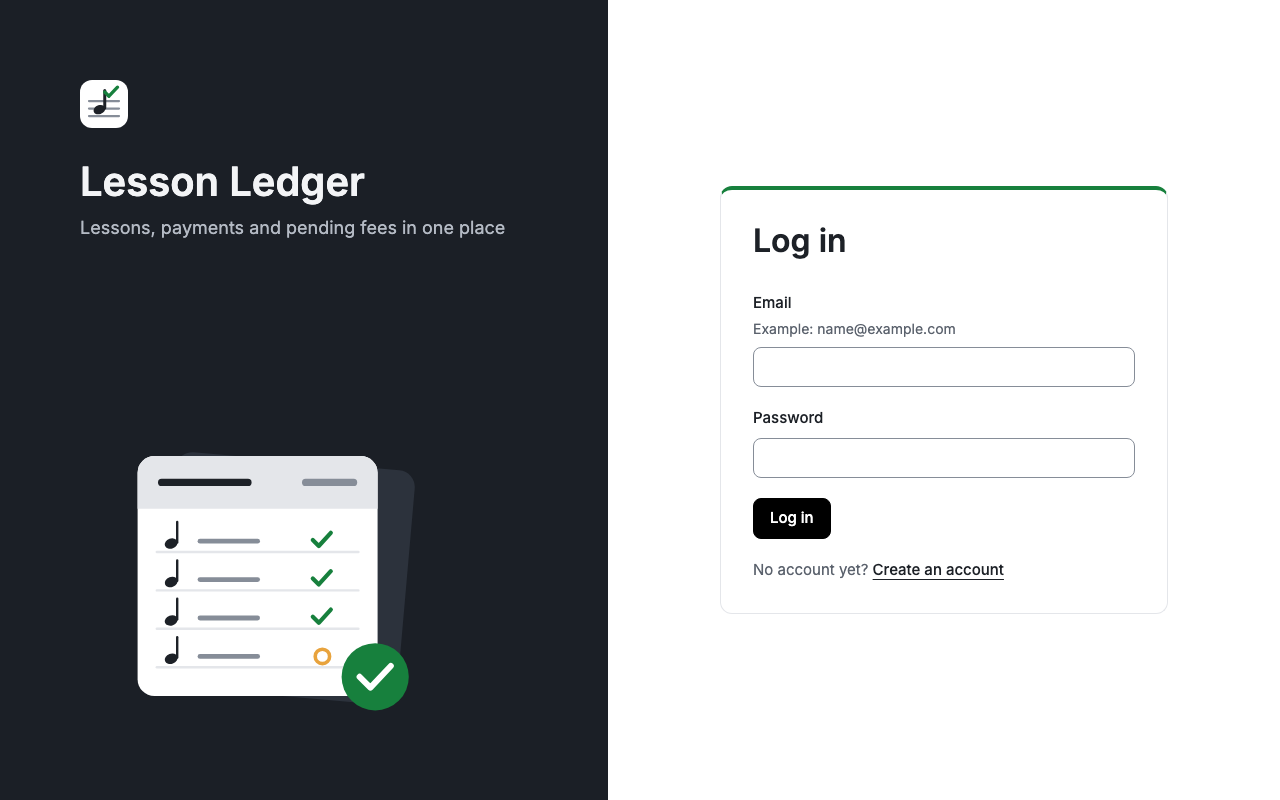 Lesson Ledger
Lessons, payments and pending fees in one place
Log in
Email
Example: name@example.com
Password
Log in
No account yet? Create an account